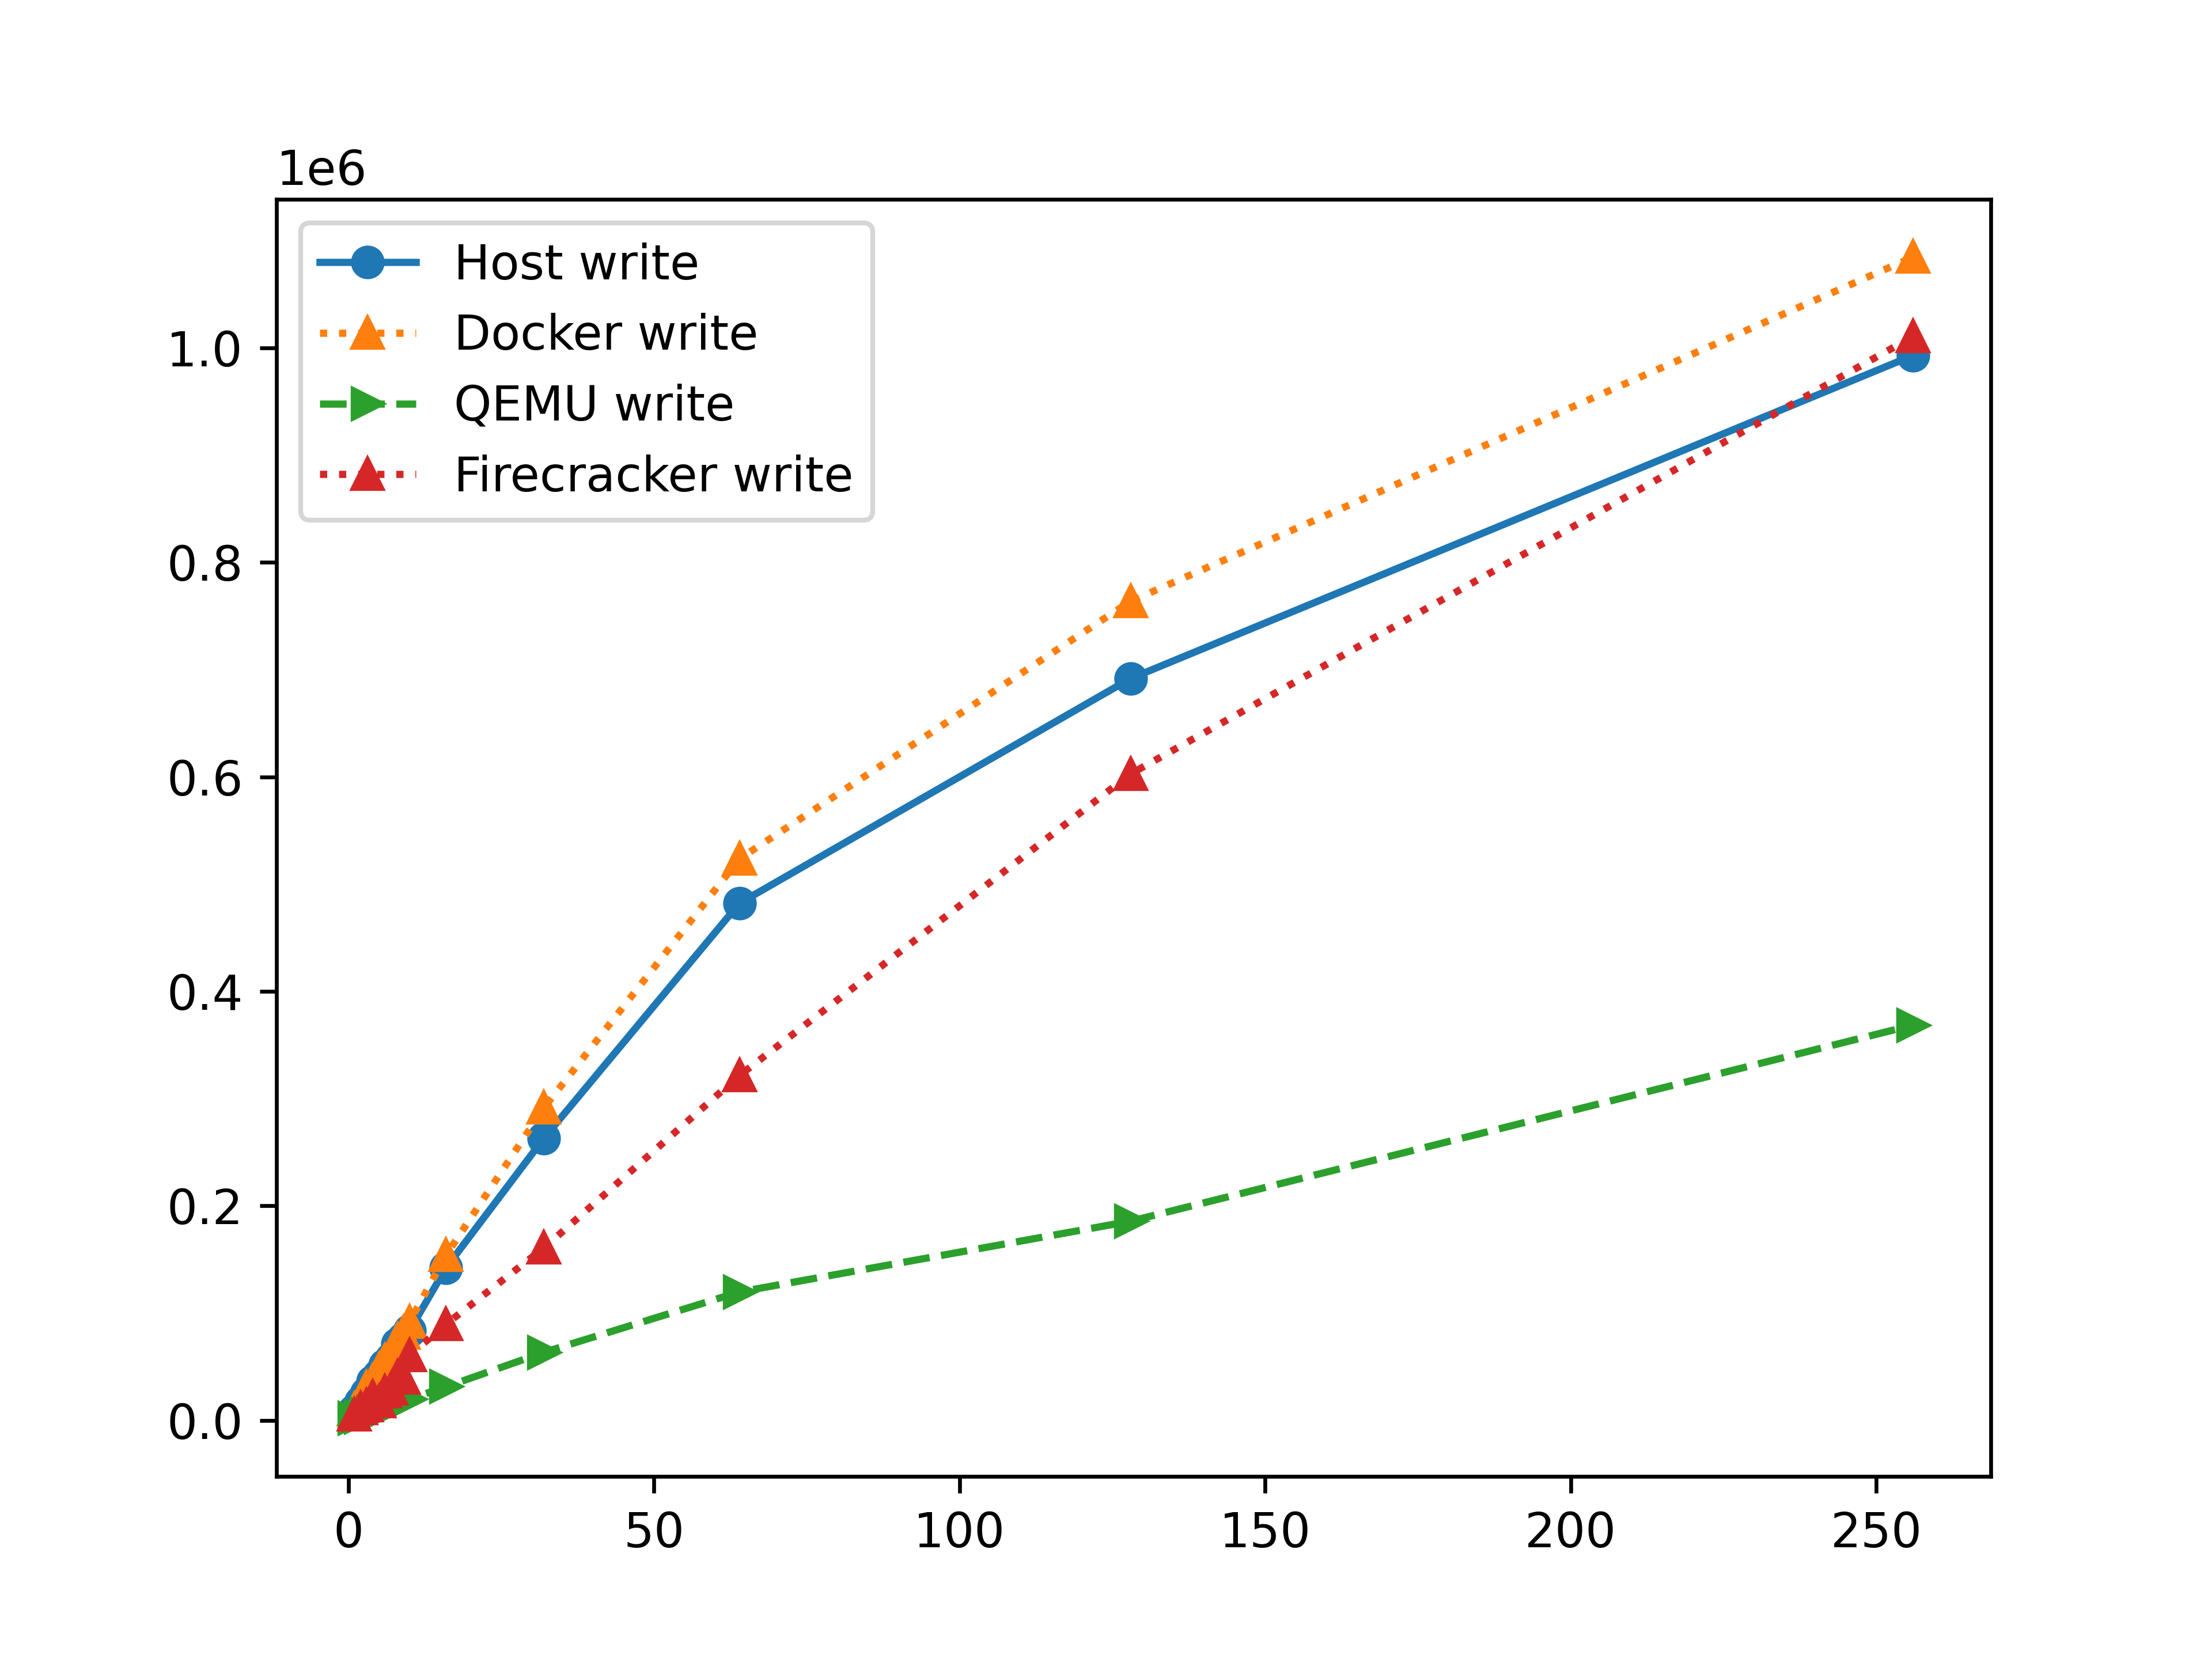 1e6
Host write
Docker write
QEMU write
Firecracker write
1.0
0.8
0.6
0.4
0.2
0.0
0 50 100 150 200 250